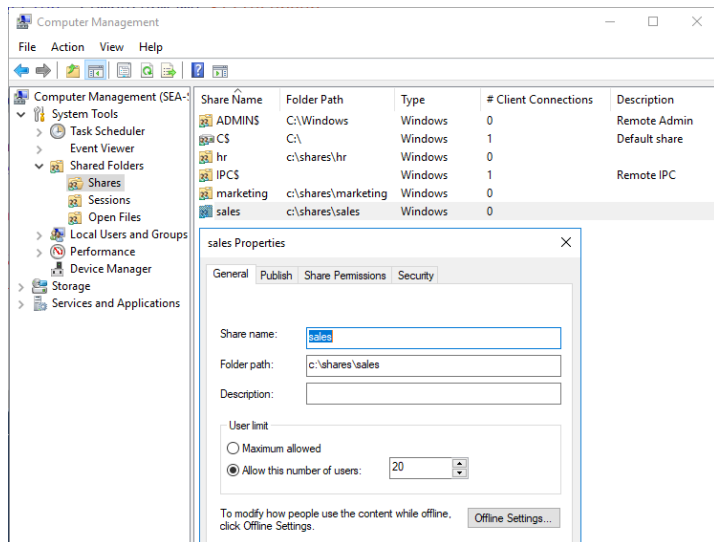 Computer Management
File Action View Help
Computer Management (SEA-
System Tools
Task Scheduler
Event Viewer
Shared Folders
Shares
Sessions
Open Files
Local Users and Groups
Performance
Device Manager
Storage
Services and Applications
Share Name Folder Path Type # Client Connections Description
ADMIN$ C:\Windows Windows 0 Remote Admin
C$ C:\ Windows 1 Default share
hr c:\shares\hr Windows 0
IPC$ Windows 1 Remote IPC
marketing c:\shares\marketing Windows 0
sales c:\shares\sales Windows 0
sales Properties
General Publish Share Permissions Security
Share name: sales
Folder path: c:\shares\sales
Description:
User limit
Maximum allowed
Allow this number of users: 20
To modify how people use the content while offline,
click Offline Settings.
Offline Settings...